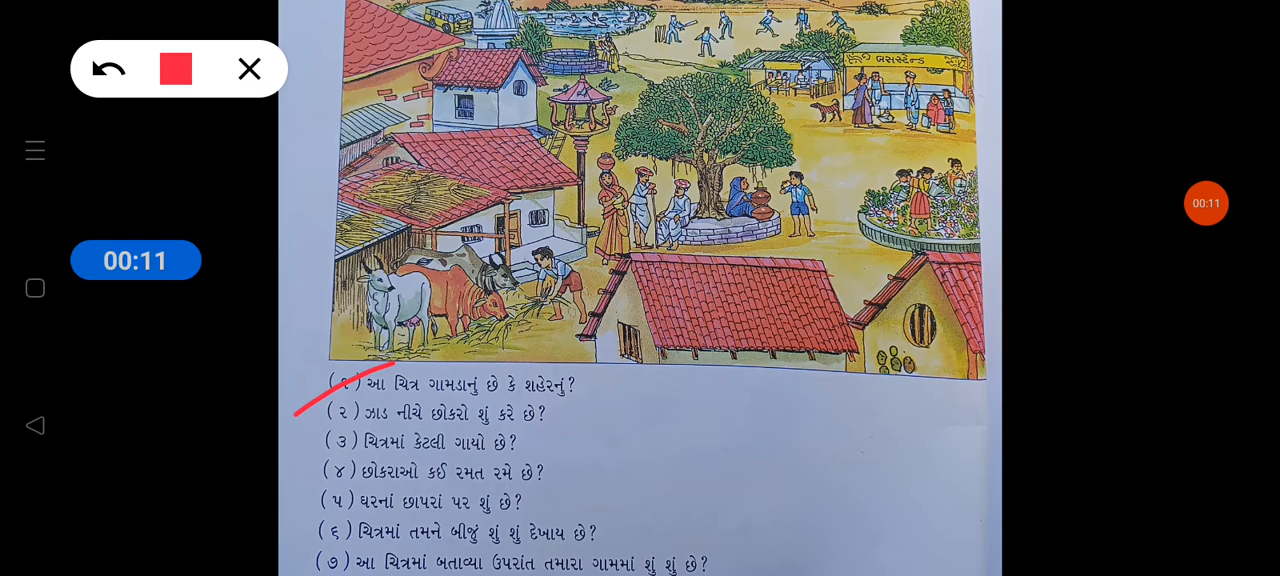 બસસ્ટેન્ડ
00:11
00:11
(૧) આ ચિત્ર ગામડાનું છે કે શહેરનું?
(૨) ઝાડ નીચે છોકરો શું કરે છે?
(૩) ચિત્રમાં કેટલી ગાયો છે?
(૪) છોકરાઓ કઈ રમત રમે છે?
(૫) ઘરનાં છાપરાં પર શું છે?
(૬) ચિત્રમાં તમને બીજું શું શું દેખાય છે?
(૭) આ ચિત્રમાં બતાવ્યા ઉપરાંત તમારા ગામમાં શું શું છે?